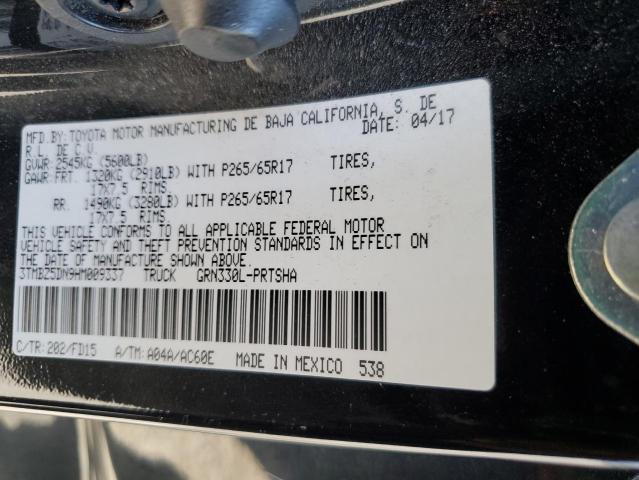 MFD.BY:TOYOTA MOTOR MANUFACTURING DE BAJA CALIFORNIA, S. DE
R.L. DE C.V. DATE: 04/17
GVWR:2545KG (5600LB)
GAWR:FRT. 1320KG (2910LB) WITH P265/65R17 TIRES,
17X7.5 RIMS.
RR. 1490KG (3280LB) WITH P265/65R17 TIRES,
17X7.5 RIMS.
THIS VEHICLE CONFORMS TO ALL APPLICABLE FEDERAL MOTOR
VEHICLE SAFETY AND THEFT PREVENTION STANDARDS IN EFFECT ON
THE DATE OF MANUFACTURE SHOWN ABOVE.
3TMBZ5DN9HM009337 TRUCK GRN330L-PRTSHA
C/TR:202/FD15 A/TM:A04A/AC60E MADE IN MEXICO 538